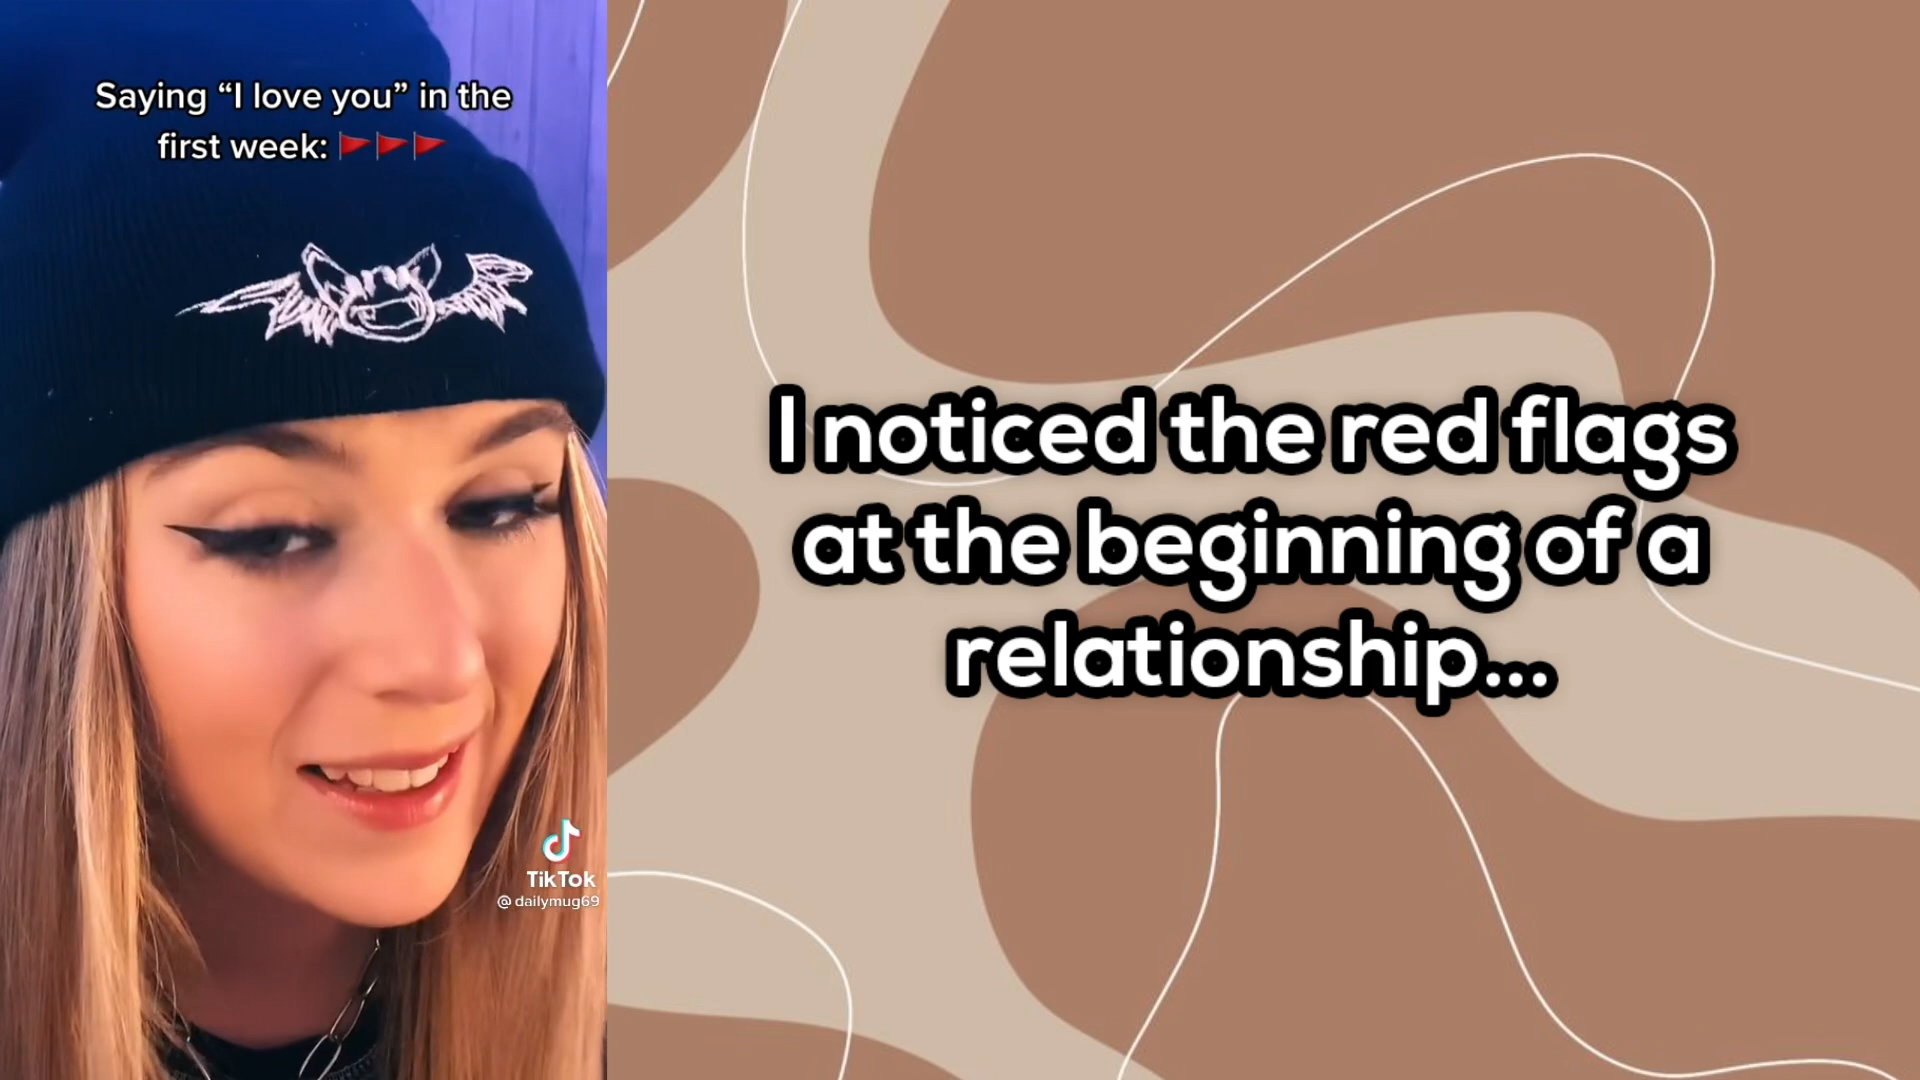 Saying “I love you” in the
first week: 🚩🚩🚩
TikTok
@dailymug69
I noticed the red flags
at the beginning of a
relationship...